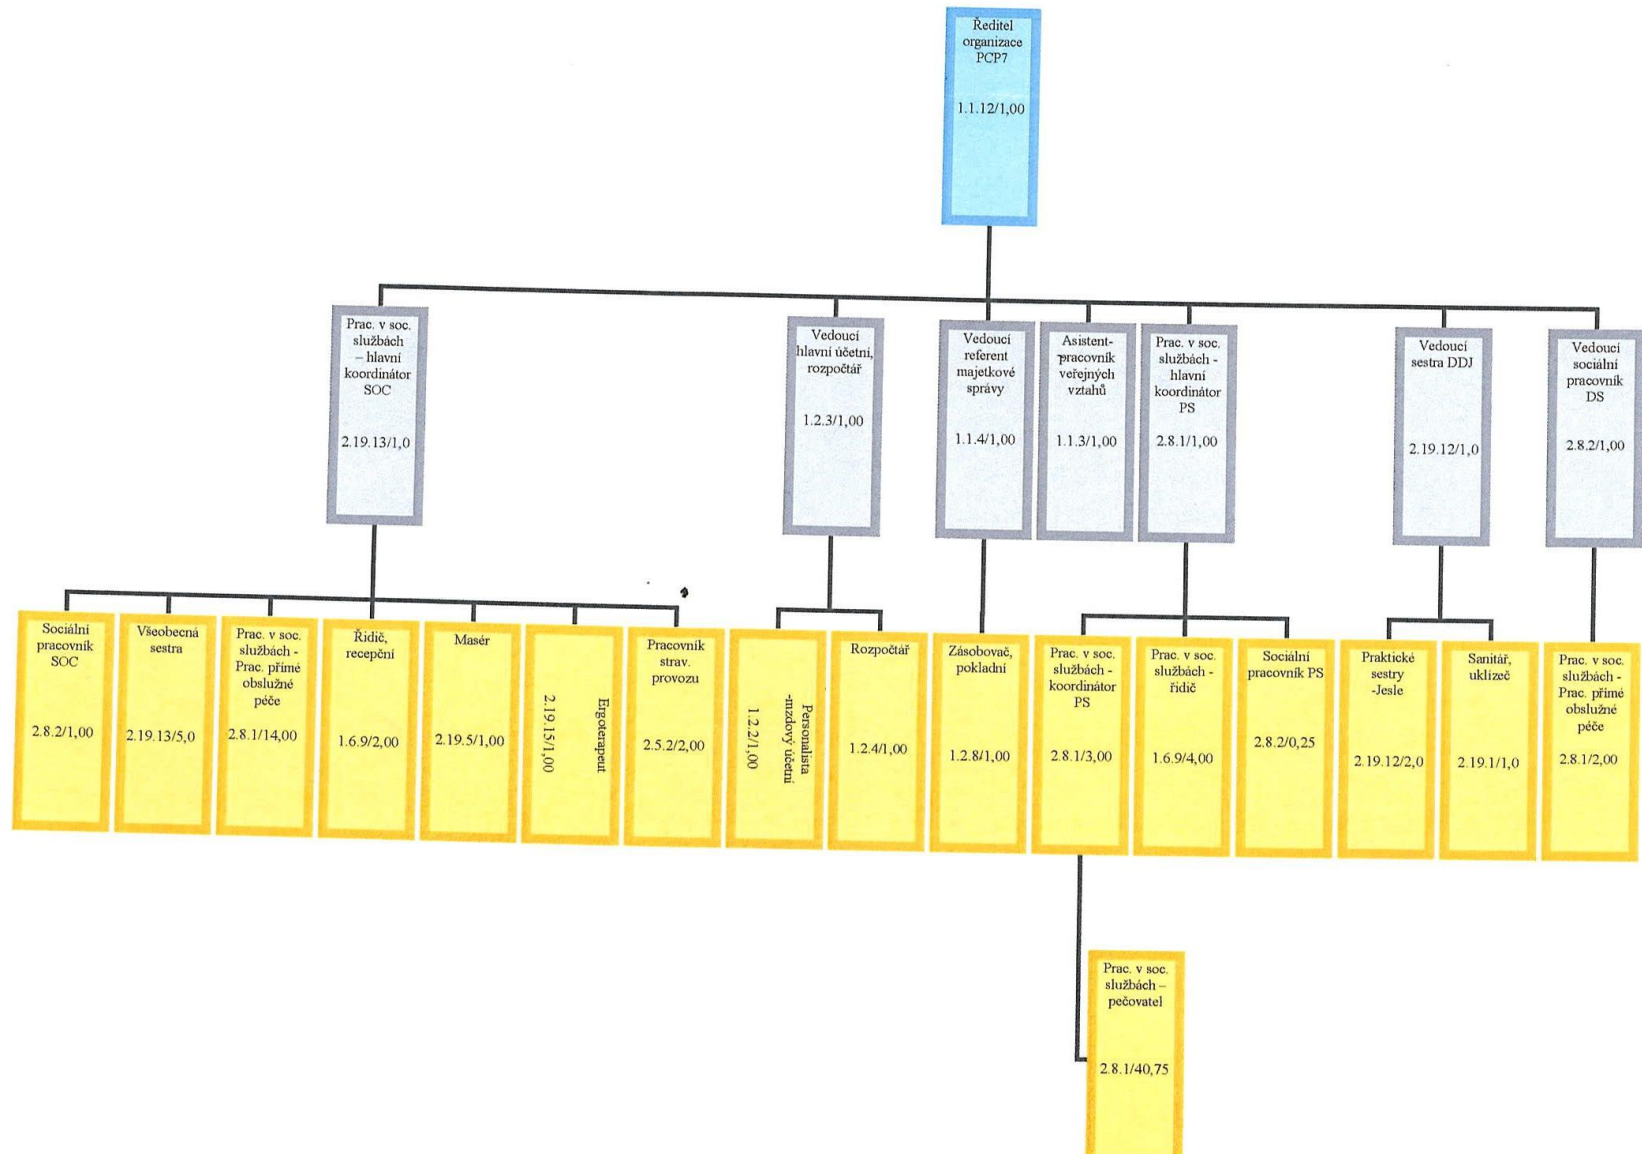 Ředitel
organizace
PCP7
1.1.12/1,00
Prac. v soc.
službách
– hlavní
koordinátor
SOC
2.19.13/1,0
Vedoucí
hlavní účetní,
rozpočtář
1.2.3/1,00
Vedoucí
referent
majetkové
správy
1.1.4/1,00
Asistent-
pracovník
veřejných
vztahů
1.1.3/1,00
Prac. v soc.
službách -
hlavní
koordinátor
PS
2.8.1/1,00
Vedoucí
sestra DDJ
2.19.12/1,0
Vedoucí
sociální
pracovník
DS
2.8.2/1,00
Sociální
pracovník
SOC
2.8.2/1,00
Všeobecná
sestra
2.19.13/5,0
Prac. v soc.
službách -
Prac. přímé
obslužné
péče
2.8.1/14,00
Řidič,
recepční
1.6.9/2,00
Masér
2.19.5/1,00
Ergoterapeut
2.19.15/1,00
Pracovník
strav.
provozu
2.5.2/2,00
Personalista
-mzdový účetní
1.2.2/1,00
Rozpočtář
1.2.4/1,00
Zásobovač,
pokladní
1.2.8/1,00
Prac. v soc.
službách -
koordinátor
PS
2.8.1/3,00
Prac. v soc.
službách -
řidič
1.6.9/4,00
Sociální
pracovník PS
2.8.2/0,25
Praktické
sestry
-Jesle
2.19.12/2,0
Sanitář,
uklízeč
2.19.1/1,0
Prac. v soc.
službách -
Prac. přímé
obslužné
péče
2.8.1/2,00
Prac. v soc.
službách –
pečovatel
2.8.1/40,75